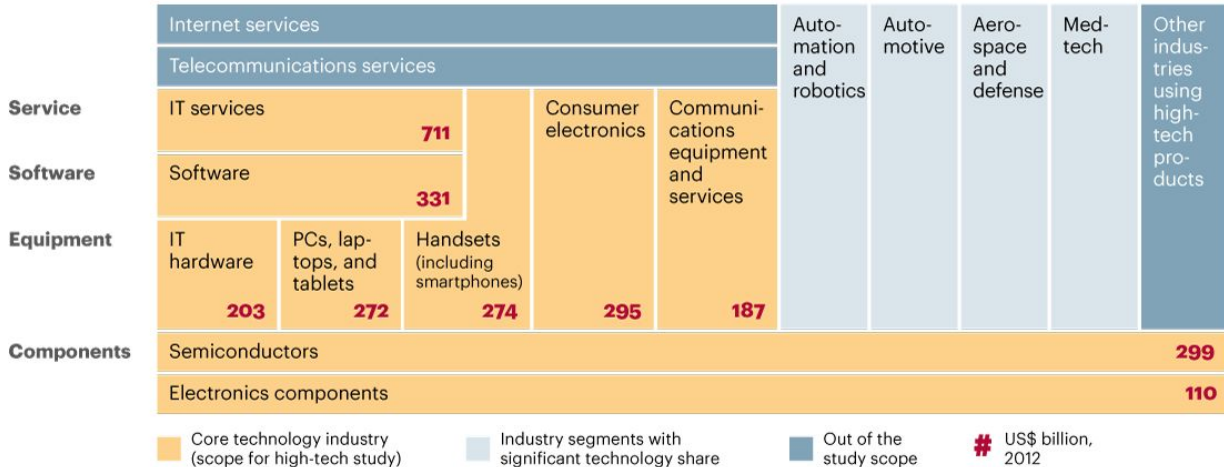 Internet services
Telecommunications services
Service
IT services
711
Software
Software
331
Equipment
IT
hardware
203
PCs, lap-
tops, and
tablets
272
Handsets
(including
smartphones)
274
Consumer
electronics
295
Communi-
cations
equipment
and
services
187
Auto-
mation
and
robotics
Auto-
motive
Aero-
space
and
defense
Med-
tech
Other
indus-
tries
using
high-
tech
pro-
ducts
Components
Semiconductors
299
Electronics components
110
Core technology industry
(scope for high-tech study)
Industry segments with
significant technology share
Out of the
study scope
# US$ billion,
2012